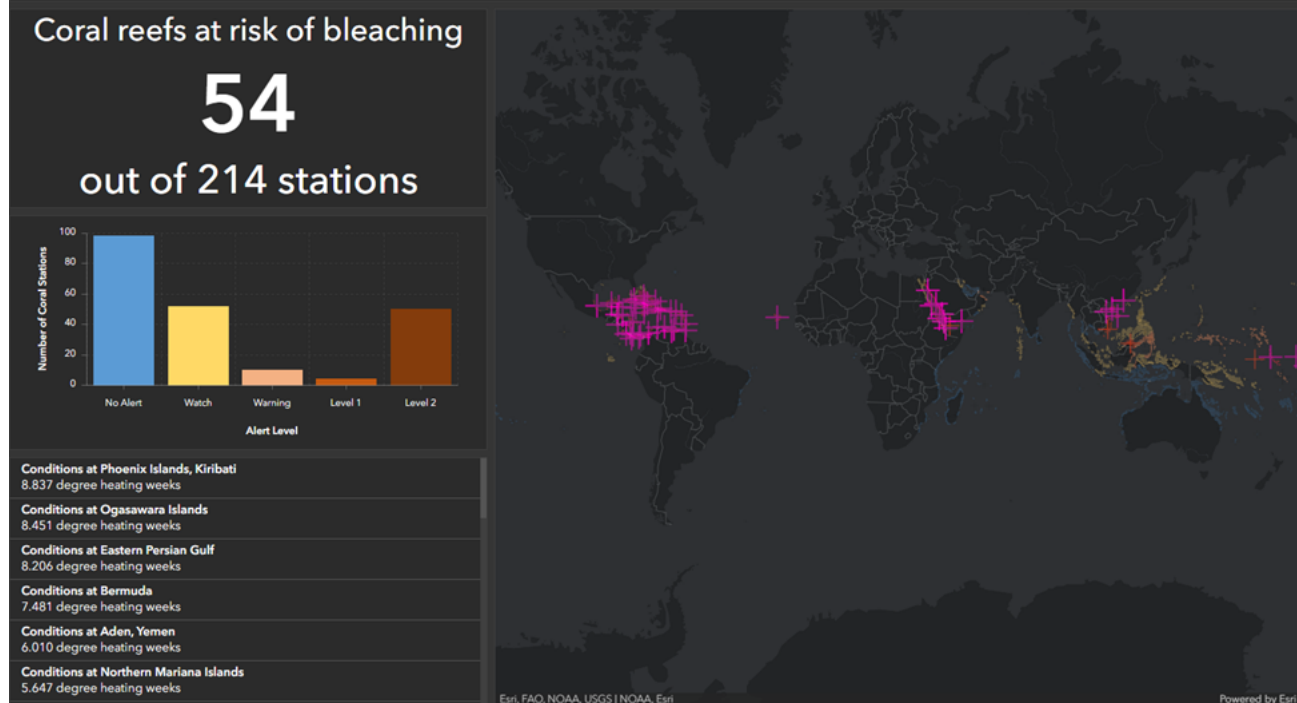 Coral reefs at risk of bleaching
54
out of 214 stations
Number of Coral Stations
100
80
60
40
20
0
No Alert Watch Warning Level 1 Level 2
Alert Level
Conditions at Phoenix Islands, Kiribati
8.837 degree heating weeks
Conditions at Ogasawara Islands
8.451 degree heating weeks
Conditions at Eastern Persian Gulf
8.206 degree heating weeks
Conditions at Bermuda
7.481 degree heating weeks
Conditions at Aden, Yemen
6.010 degree heating weeks
Conditions at Northern Mariana Islands
5.647 degree heating weeks
Esri, FAO, NOAA, USGS | NOAA, Esri
Powered by Esri